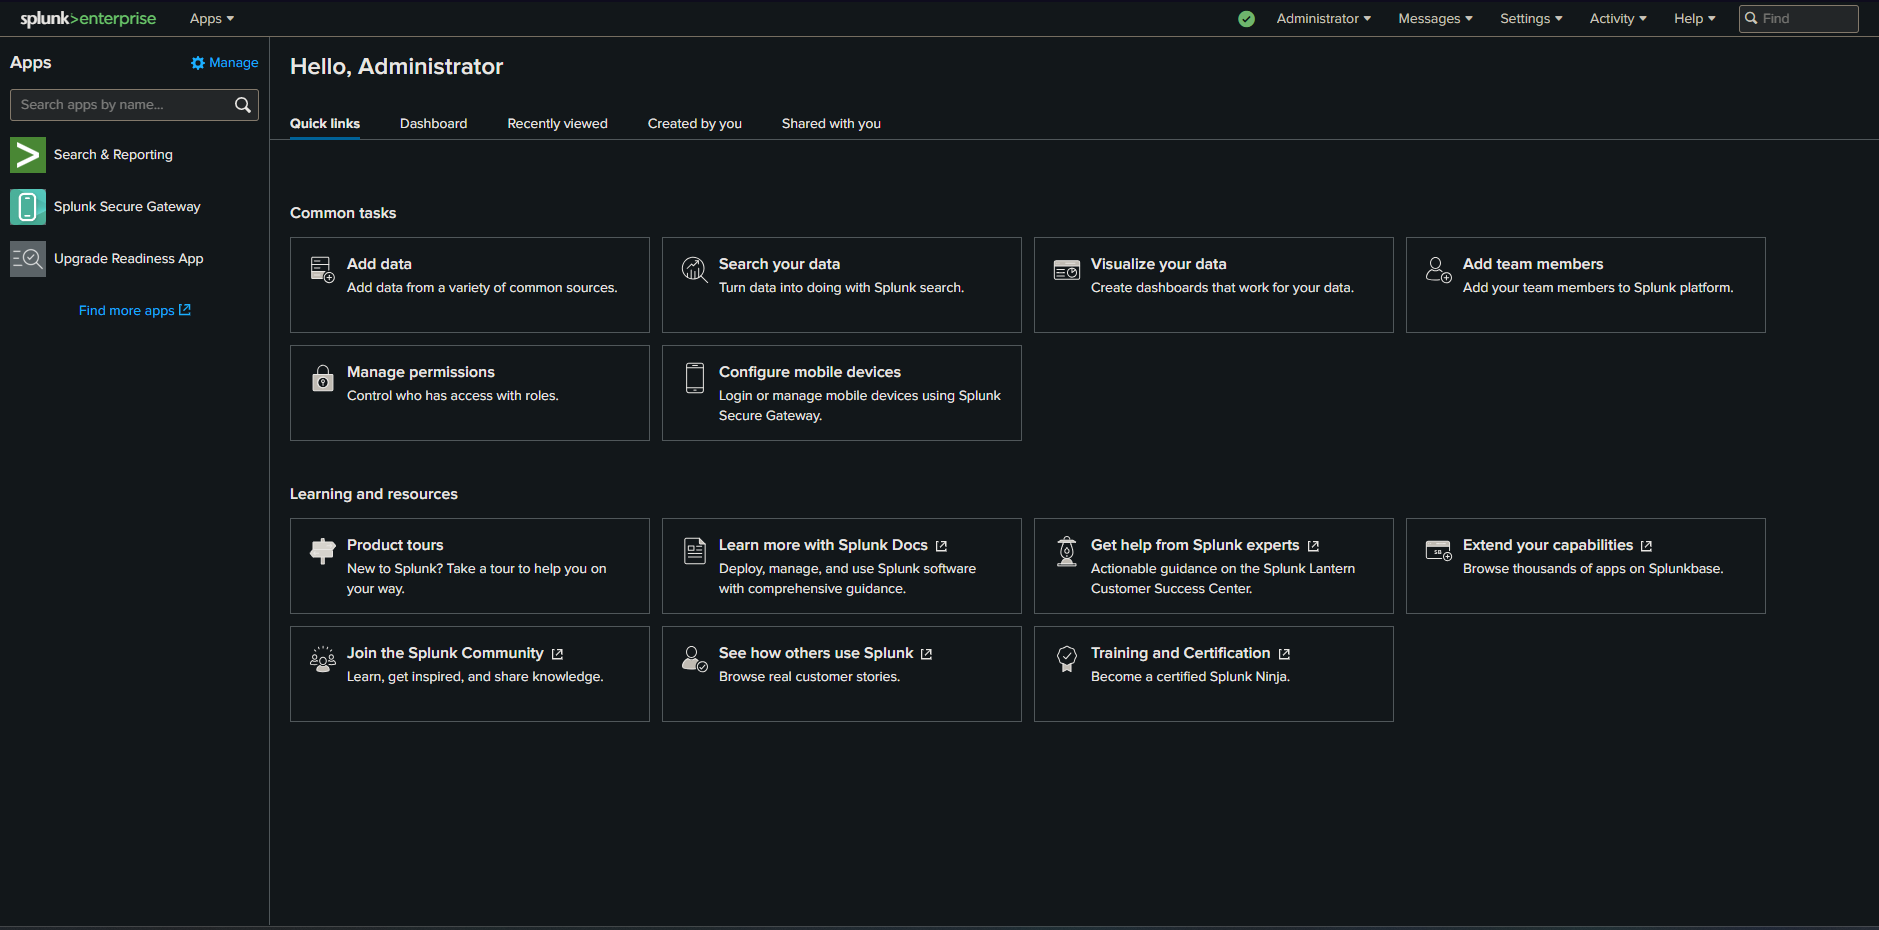 splunk>enterprise Apps Administrator Messages Settings Activity Help Find
Apps Manage
Search apps by name...
Search & Reporting
Splunk Secure Gateway
Upgrade Readiness App
Find more apps
Hello, Administrator
Quick links Dashboard Recently viewed Created by you Shared with you
Common tasks
Add data
Add data from a variety of common sources.
Search your data
Turn data into doing with Splunk search.
Visualize your data
Create dashboards that work for your data.
Add team members
Add your team members to Splunk platform.
Manage permissions
Control who has access with roles.
Configure mobile devices
Login or manage mobile devices using Splunk
Secure Gateway.
Learning and resources
Product tours
New to Splunk? Take a tour to help you on
your way.
Learn more with Splunk Docs
Deploy, manage, and use Splunk software
with comprehensive guidance.
Get help from Splunk experts
Actionable guidance on the Splunk Lantern
Customer Success Center.
SB
Extend your capabilities
Browse thousands of apps on Splunkbase.
Join the Splunk Community
Learn, get inspired, and share knowledge.
See how others use Splunk
Browse real customer stories.
Training and Certification
Become a certified Splunk Ninja.